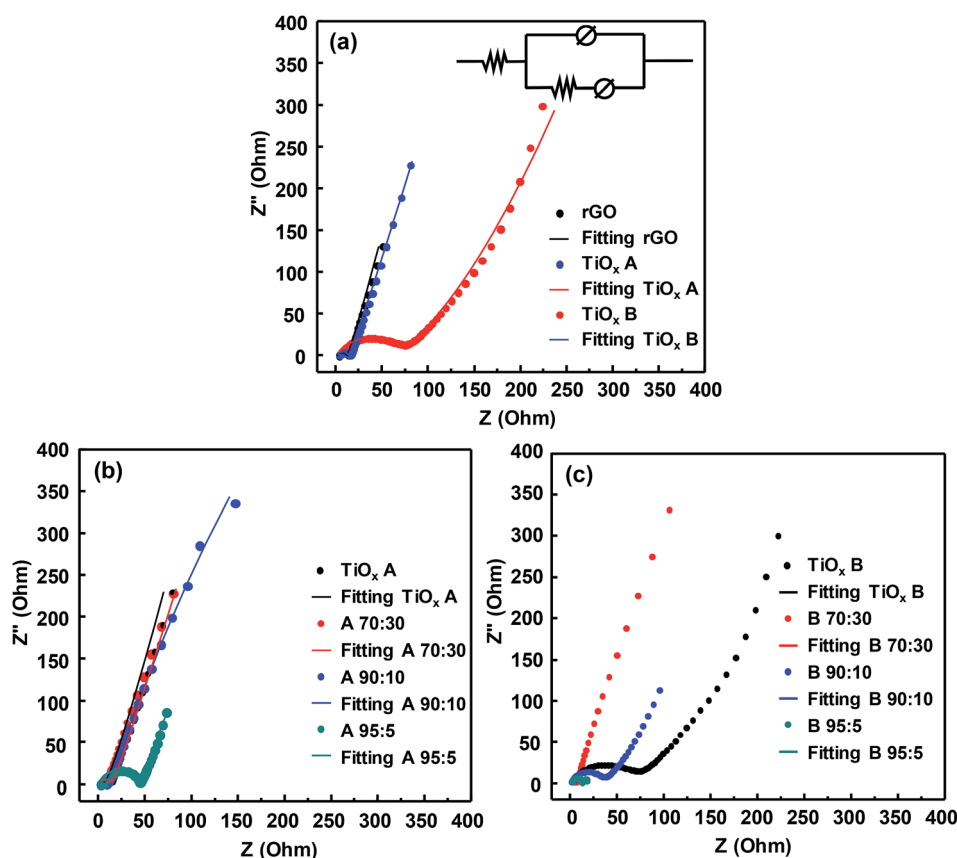 (a)
400
350
300
250
200
150
100
50
0
Z" (Ohm)
rGO
Fitting rGO
TiOx A
Fitting TiOx A
TiOx B
Fitting TiOx B
0 50 100 150 200 250 300 350 400
Z (Ohm)
(b)
400
350
300
250
200
150
100
50
0
Z" (Ohm)
TiOx A
Fitting TiOx A
A 70:30
Fitting A 70:30
A 90:10
Fitting A 90:10
A 95:5
Fitting A 95:5
0 50 100 150 200 250 300 350 400
Z (Ohm)
(c)
400
350
300
250
200
150
100
50
0
Z" (Ohm)
TiOx B
Fitting TiOx B
B 70:30
Fitting B 70:30
B 90:10
Fitting B 90:10
B 95:5
Fitting B 95:5
0 50 100 150 200 250 300 350 400
Z (Ohm)